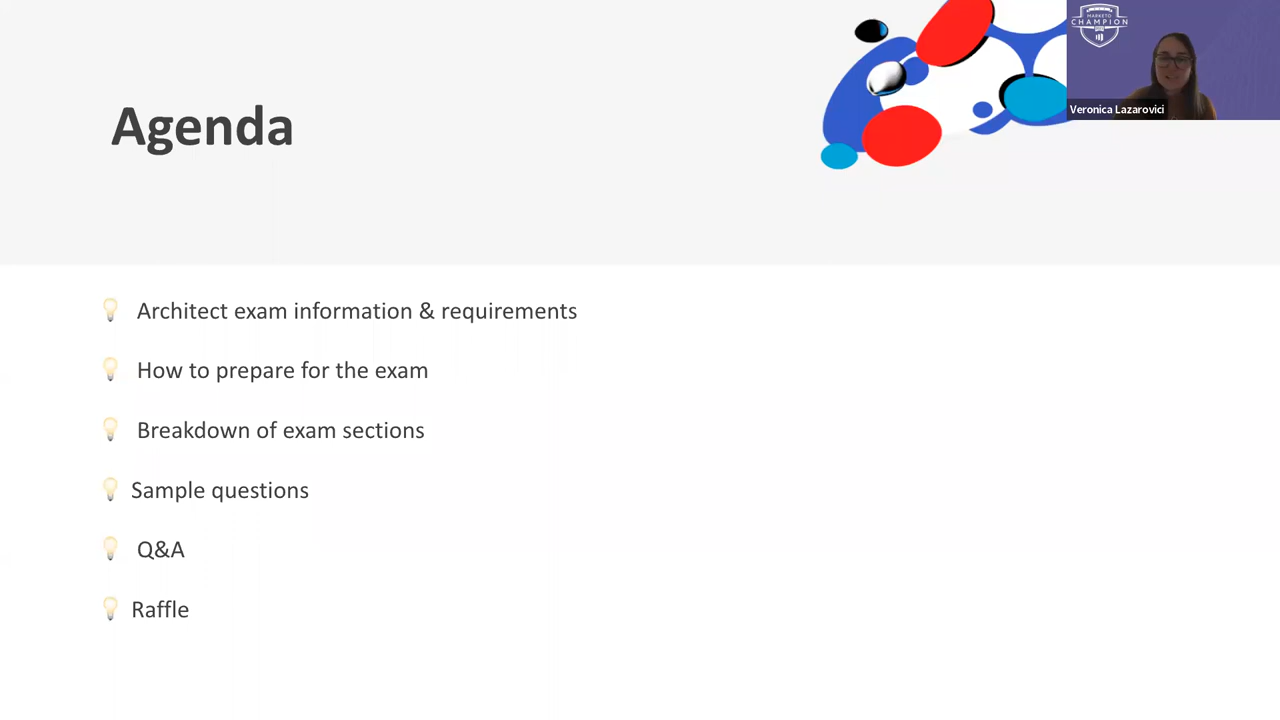 MARKETO
CHAMPION
Veronica Lazarovici
Agenda
Architect exam information & requirements
How to prepare for the exam
Breakdown of exam sections
Sample questions
Q&A
Raffle